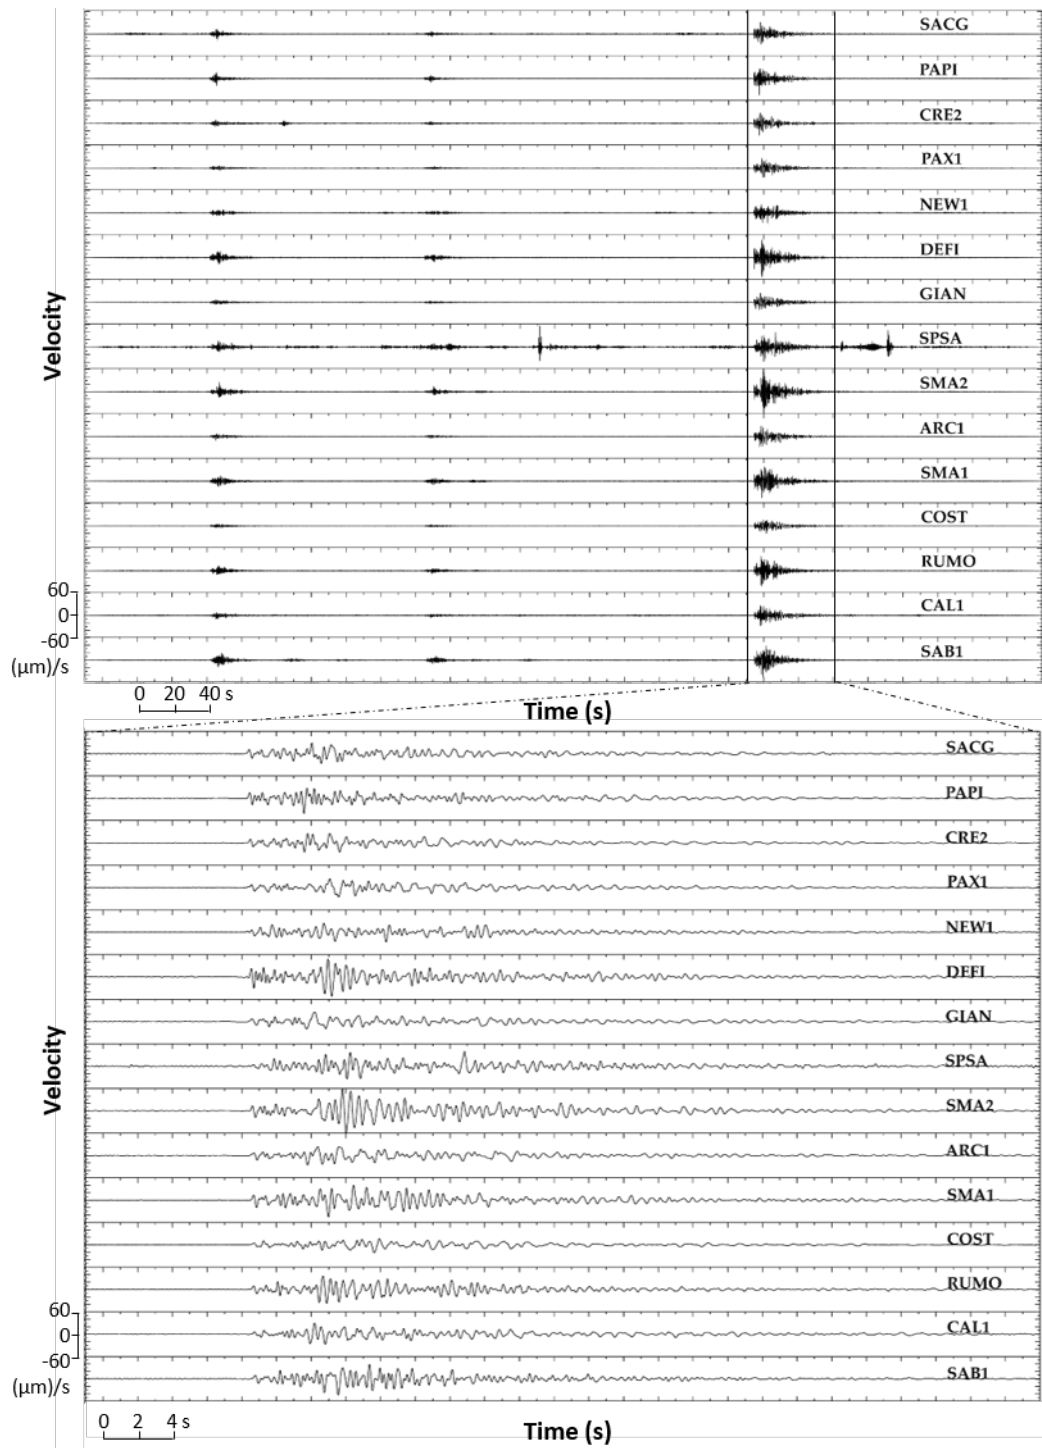 SACG
PAPI
CRE2
PAX1
NEW1
DEFI
GIAN
SPSA
SMA2
ARC1
SMA1
COST
RUMO
CAL1
SAB1
Velocity
60
0
-60
(μm)/s
0 20 40 s
Time (s)
SACG
PAPI
CRE2
PAX1
NEW1
DEFI
GIAN
SPSA
SMA2
ARC1
SMA1
COST
RUMO
CAL1
SAB1
Velocity
60
0
-60
(μm)/s
0 2 4 s
Time (s)